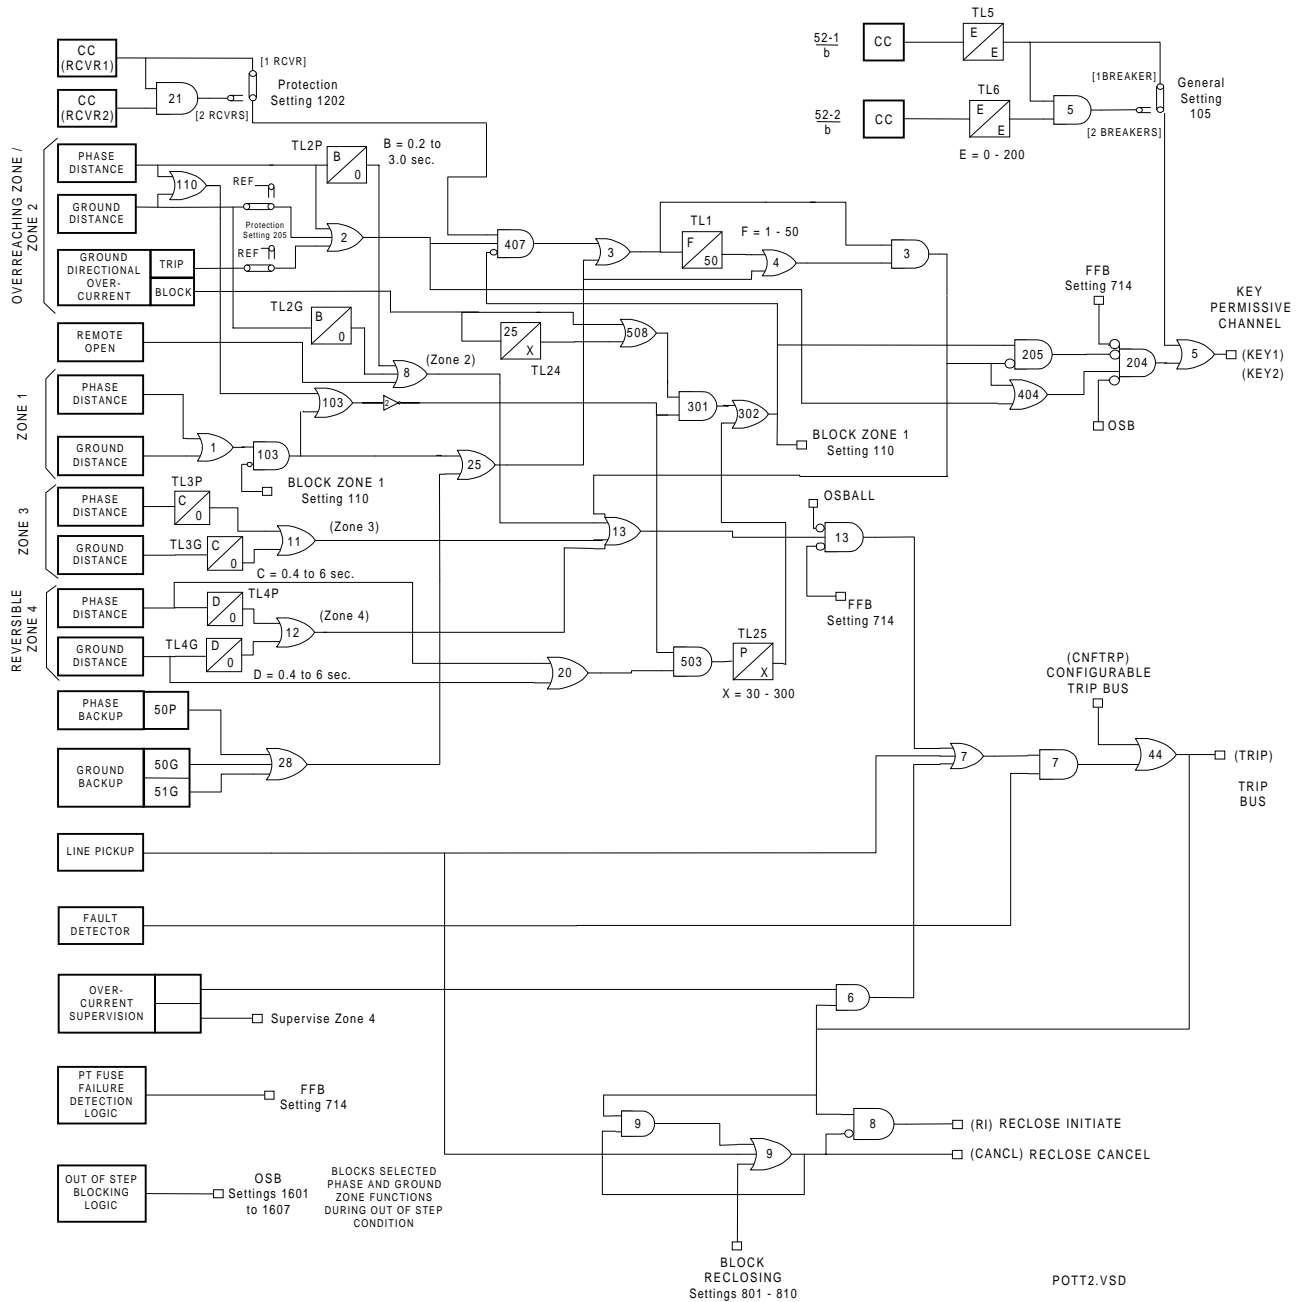 CC
(RCVR1)
[1 RCVR]
Protection
Setting 1202
21
CC
(RCVR2)
[2 RCVRS]
52-1
b
CC
TL5
E
E
[1BREAKER]
General
Setting
105
52-2
b
CC
TL6
E
E
5
[2 BREAKERS]
E = 0 - 200
OVERREACHING ZONE /
ZONE 2
PHASE
DISTANCE
GROUND
DISTANCE
GROUND
DIRECTIONAL
OVER-
CURRENT
TRIP
BLOCK
110
REF
Protection
Setting 205
REF
TL2P
B
0
B = 0.2 to
3.0 sec.
2
407
3
TL1
F
50
F = 1 - 50
4
3
FFB
Setting 714
KEY
PERMISSIVE
CHANNEL
(KEY1)
(KEY2)
5
204
205
404
OSB
TL2G
B
0
25
X
TL24
508
REMOTE
OPEN
8
(Zone 2)
ZONE 1
PHASE
DISTANCE
GROUND
DISTANCE
1
103
103
2
301
302
BLOCK ZONE 1
Setting 110
25
BLOCK ZONE 1
Setting 110
ZONE 3
PHASE
DISTANCE
GROUND
DISTANCE
TL3P
C
0
TL3G
C
0
11
(Zone 3)
C = 0.4 to 6 sec.
13
OSBALL
13
FFB
Setting 714
REVERSIBLE
ZONE 4
PHASE
DISTANCE
GROUND
DISTANCE
TL4P
D
0
TL4G
D
0
12
(Zone 4)
D = 0.4 to 6 sec.
20
503
TL25
P
X
X = 30 - 300
(CNFTRP)
CONFIGURABLE
TRIP BUS
PHASE
BACKUP
50P
GROUND
BACKUP
50G
51G
28
7
7
44
(TRIP)
TRIP
BUS
LINE PICKUP
FAULT
DETECTOR
OVER-
CURRENT
SUPERVISION
Supervise Zone 4
6
PT FUSE
FAILURE
DETECTION
LOGIC
FFB
Setting 714
9
8
(RI) RECLOSE INITIATE
9
(CANCL) RECLOSE CANCEL
OUT OF STEP
BLOCKING
LOGIC
OSB
Settings 1601
to 1607
BLOCKS SELECTED
PHASE AND GROUND
ZONE FUNCTIONS
DURING OUT OF STEP
CONDITION
BLOCK
RECLOSING
Settings 801 - 810
POTT2.VSD